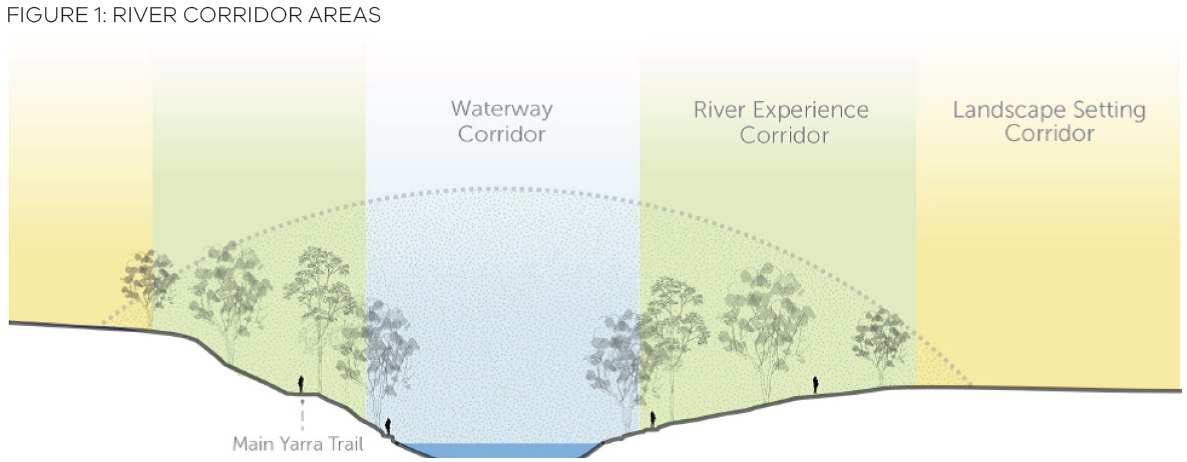 FIGURE 1: RIVER CORRIDOR AREAS
Waterway
Corridor
River Experience
Corridor
Landscape Setting
Corridor
Main Yarra Trail